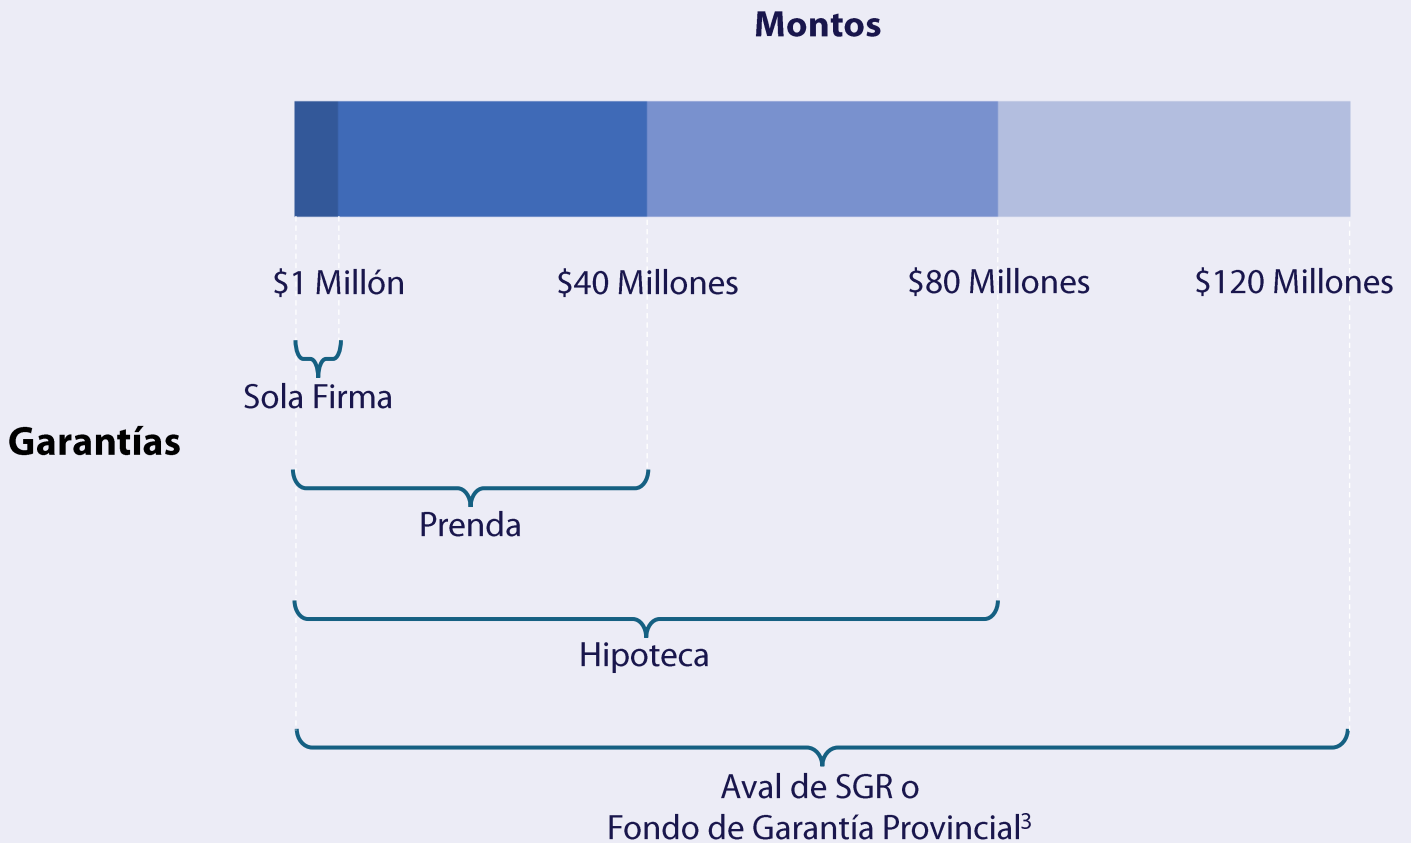 Montos
$1 Millón
$40 Millones
$80 Millones
$120 Millones
Sola Firma
Garantías
Prenda
Hipoteca
Aval de SGR o
Fondo de Garantía Provincial³